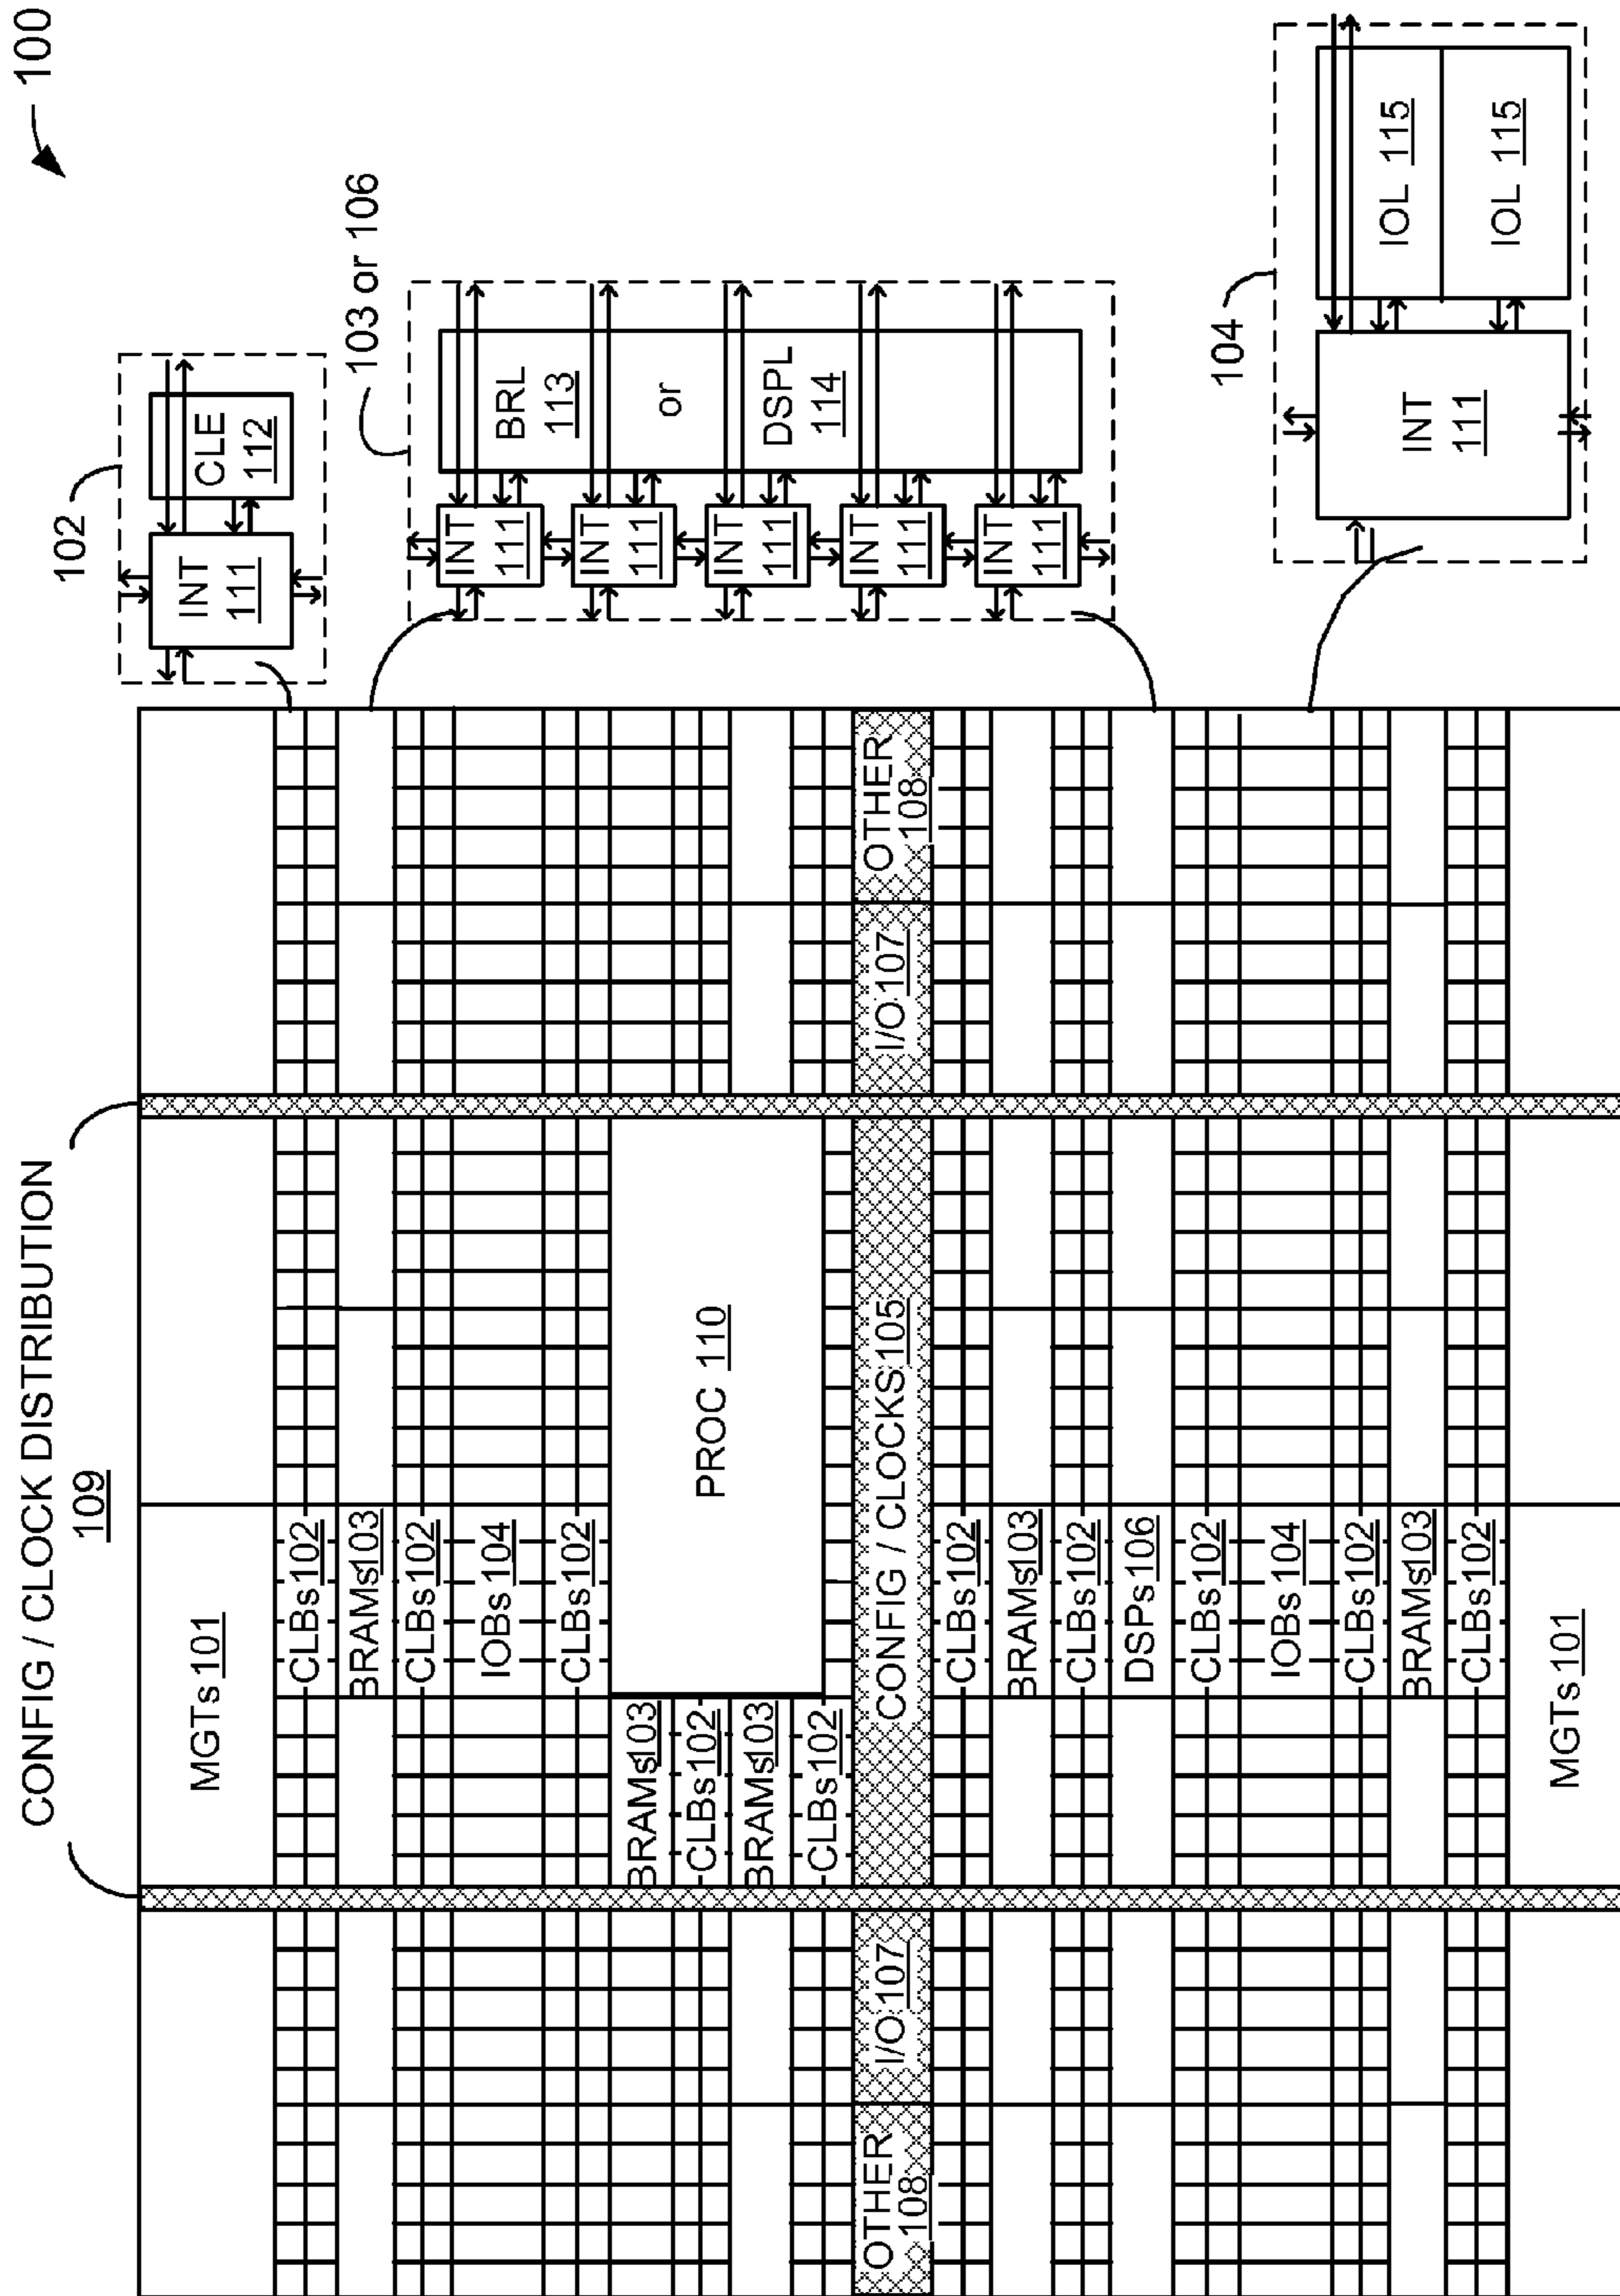 100
CONFIG / CLOCK DISTRIBUTION
109
MGTs 101
CLBs 102
BRAMs 103
CLBs 102
IOBs 104
CLBs 102
BRAMs 103
CLBs 102
BRAMs 103
CLBs 102
PROC 110
OTHER
108
I/O 107
CONFIG / CLOCKS 105
I/O 107
OTHER
108
CLBs 102
BRAMs 103
CLBs 102
DSPs 106
CLBs 102
IOBs 104
CLBs 102
BRAMs 103
CLBs 102
MGTs 101
102
INT
111
CLE
112
103 or 106
INT
111
INT
111
INT
111
INT
111
INT
111
BRL
113
or
DSPL
114
104
INT
111
IOL 115
IOL 115